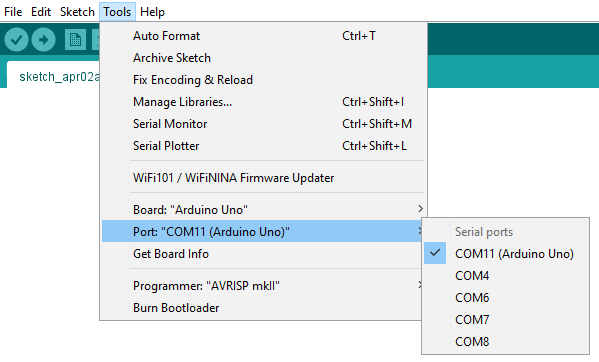 File Edit Sketch Tools Help
sketch_apr02a
Auto Format Ctrl+T
Archive Sketch
Fix Encoding & Reload
Manage Libraries... Ctrl+Shift+I
Serial Monitor Ctrl+Shift+M
Serial Plotter Ctrl+Shift+L
WiFi101 / WiFiNINA Firmware Updater
Board: "Arduino Uno"
Port: "COM11 (Arduino Uno)"
Get Board Info
Programmer: "AVRISP mkII"
Burn Bootloader
Serial ports
COM11 (Arduino Uno)
COM4
COM6
COM7
COM8